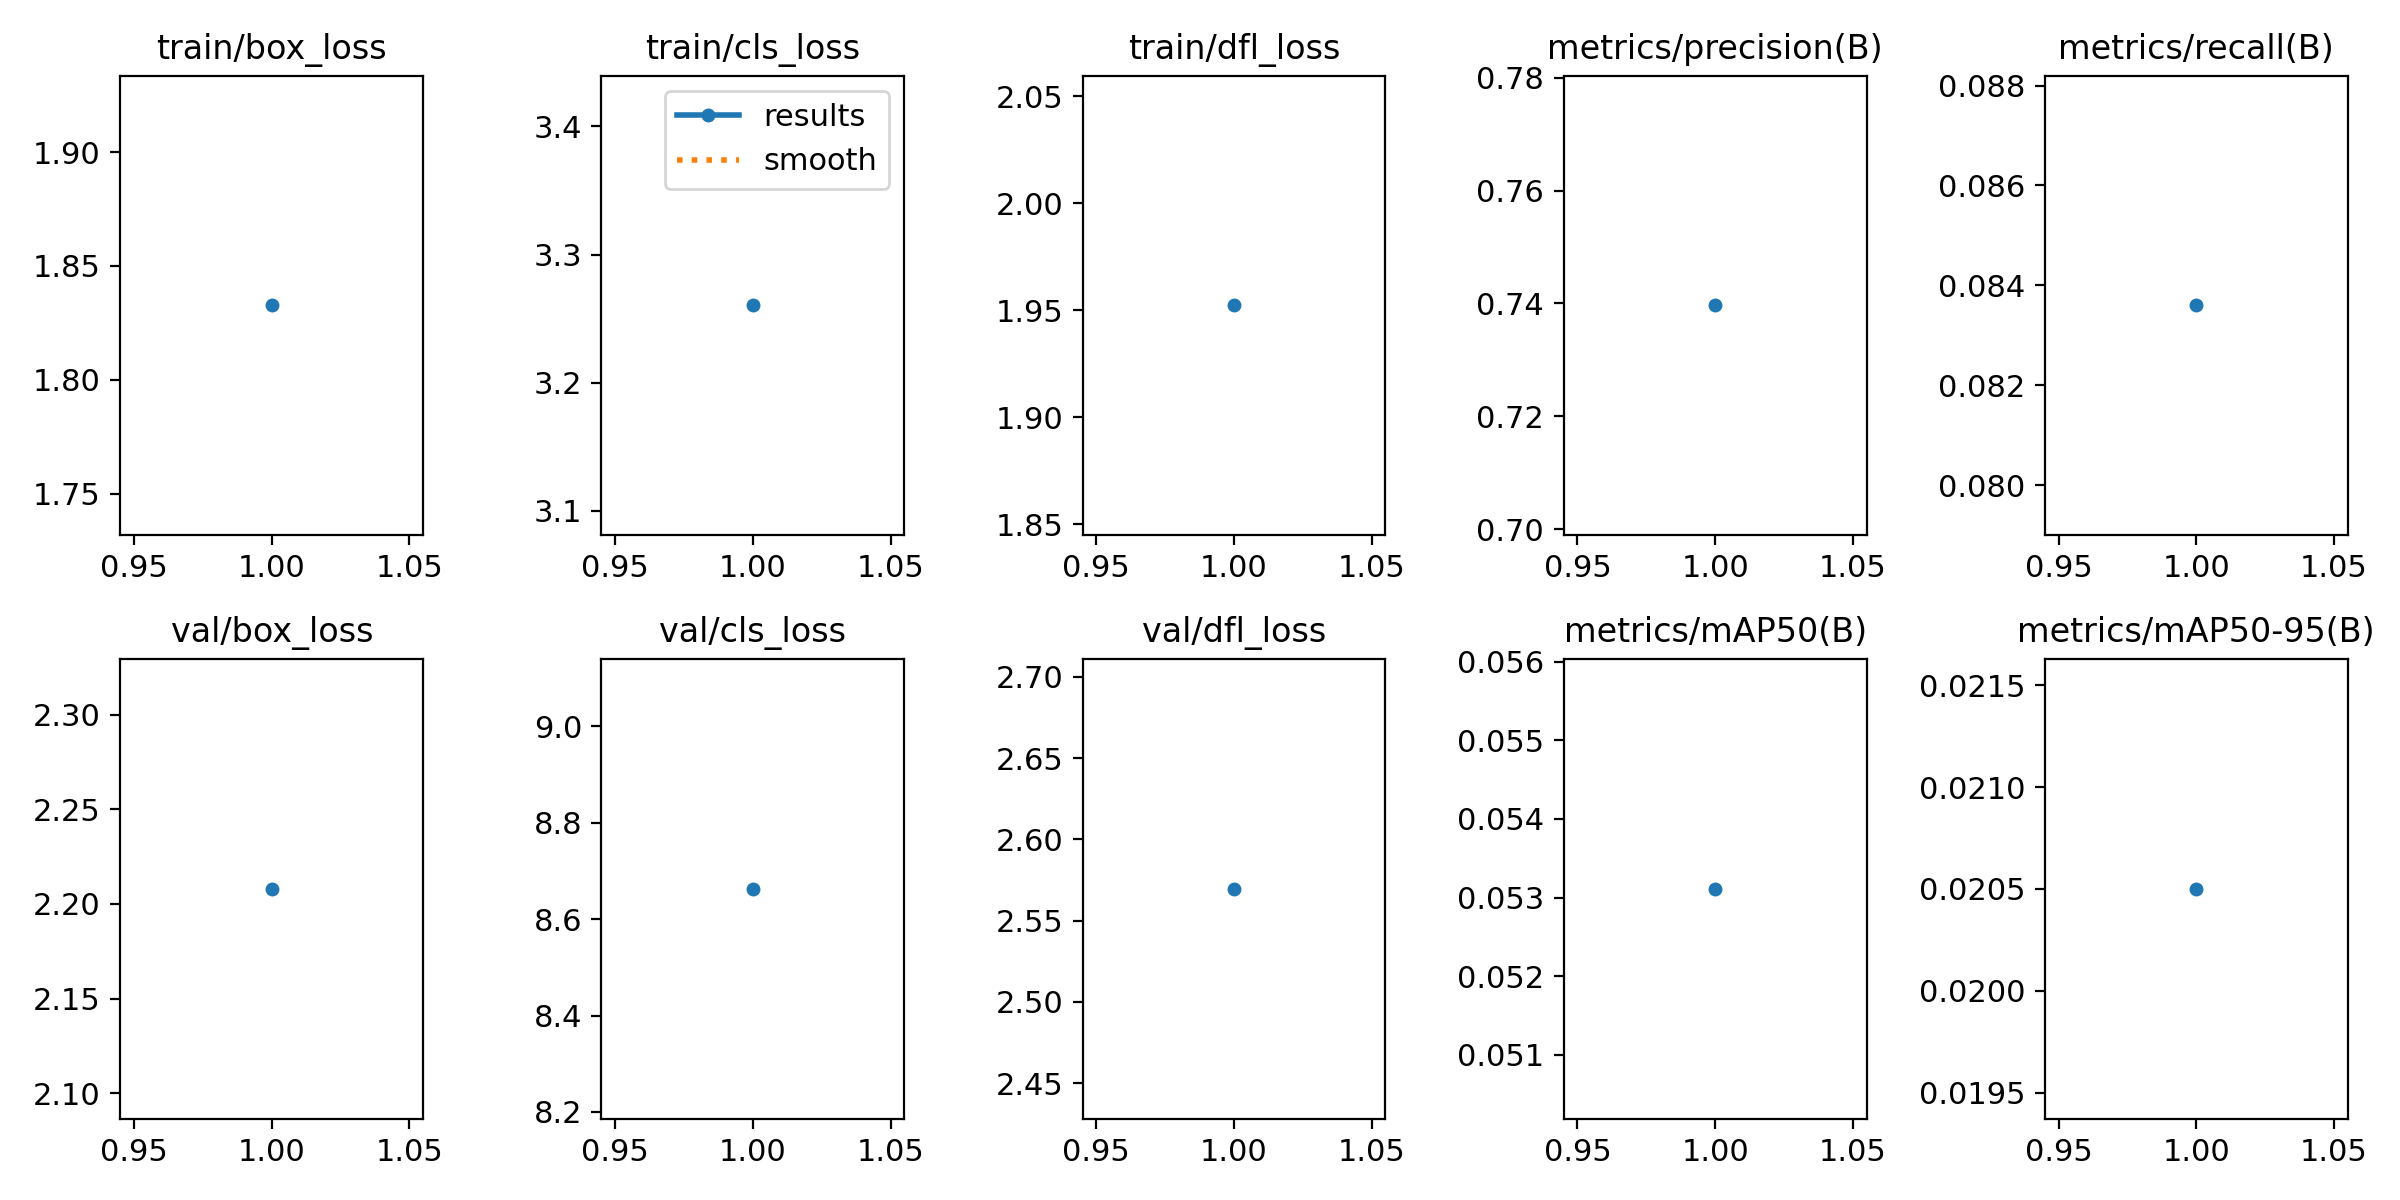 train/box_loss
1.90
1.85
1.80
1.75
0.95 1.00 1.05
train/cls_loss
results
smooth
3.4
3.3
3.2
3.1
0.95 1.00 1.05
train/dfl_loss
2.05
2.00
1.95
1.90
1.85
0.95 1.00 1.05
metrics/precision(B)
0.78
0.76
0.74
0.72
0.70
0.95 1.00 1.05
metrics/recall(B)
0.088
0.086
0.084
0.082
0.080
0.95 1.00 1.05
val/box_loss
2.30
2.25
2.20
2.15
2.10
0.95 1.00 1.05
val/cls_loss
9.0
8.8
8.6
8.4
8.2
0.95 1.00 1.05
val/dfl_loss
2.70
2.65
2.60
2.55
2.50
2.45
0.95 1.00 1.05
metrics/mAP50(B)
0.056
0.055
0.054
0.053
0.052
0.051
0.95 1.00 1.05
metrics/mAP50-95(B)
0.0215
0.0210
0.0205
0.0200
0.0195
0.95 1.00 1.05